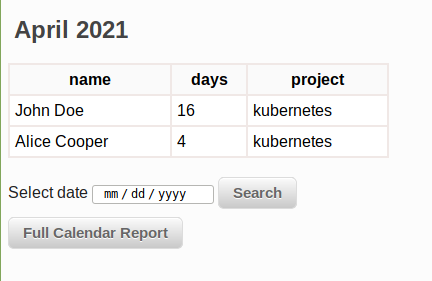 April 2021
name days project
John Doe 16 kubernetes
Alice Cooper 4 kubernetes
Select date mm / dd / yyyy Search
Full Calendar Report